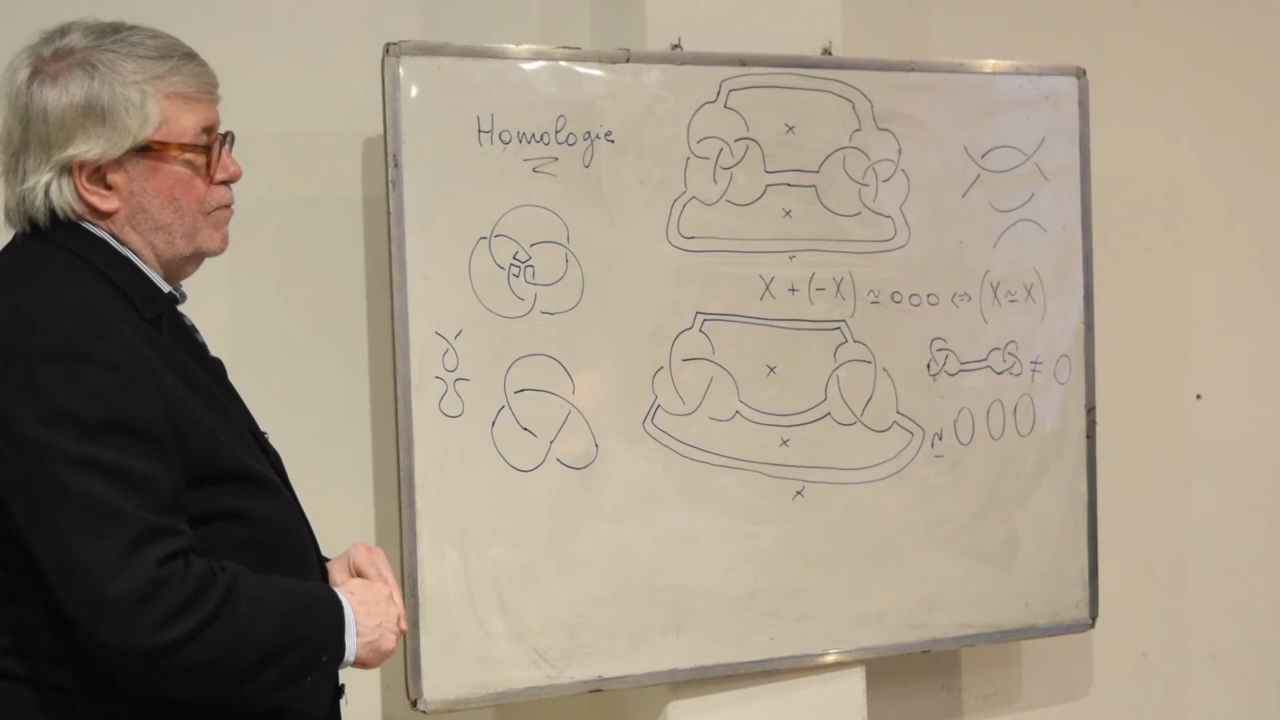 Homologie
X + (-X) ≃ 000 ⇔ (X ≃ X)
≠ 0
≃ 000